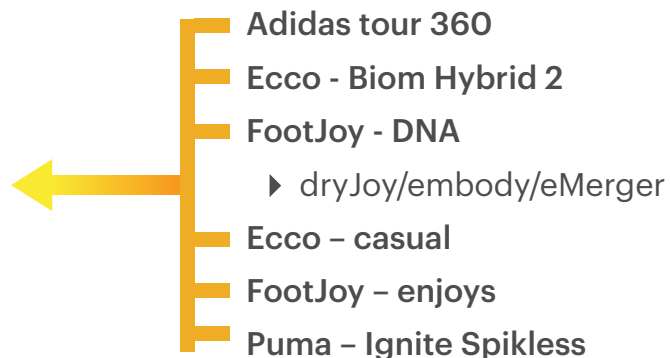 Adidas tour 360
Ecco - Biom Hybrid 2
FootJoy - DNA
dryJoy/embody/eMerger
Ecco – casual
FootJoy – enjoys
Puma – Ignite Spikless